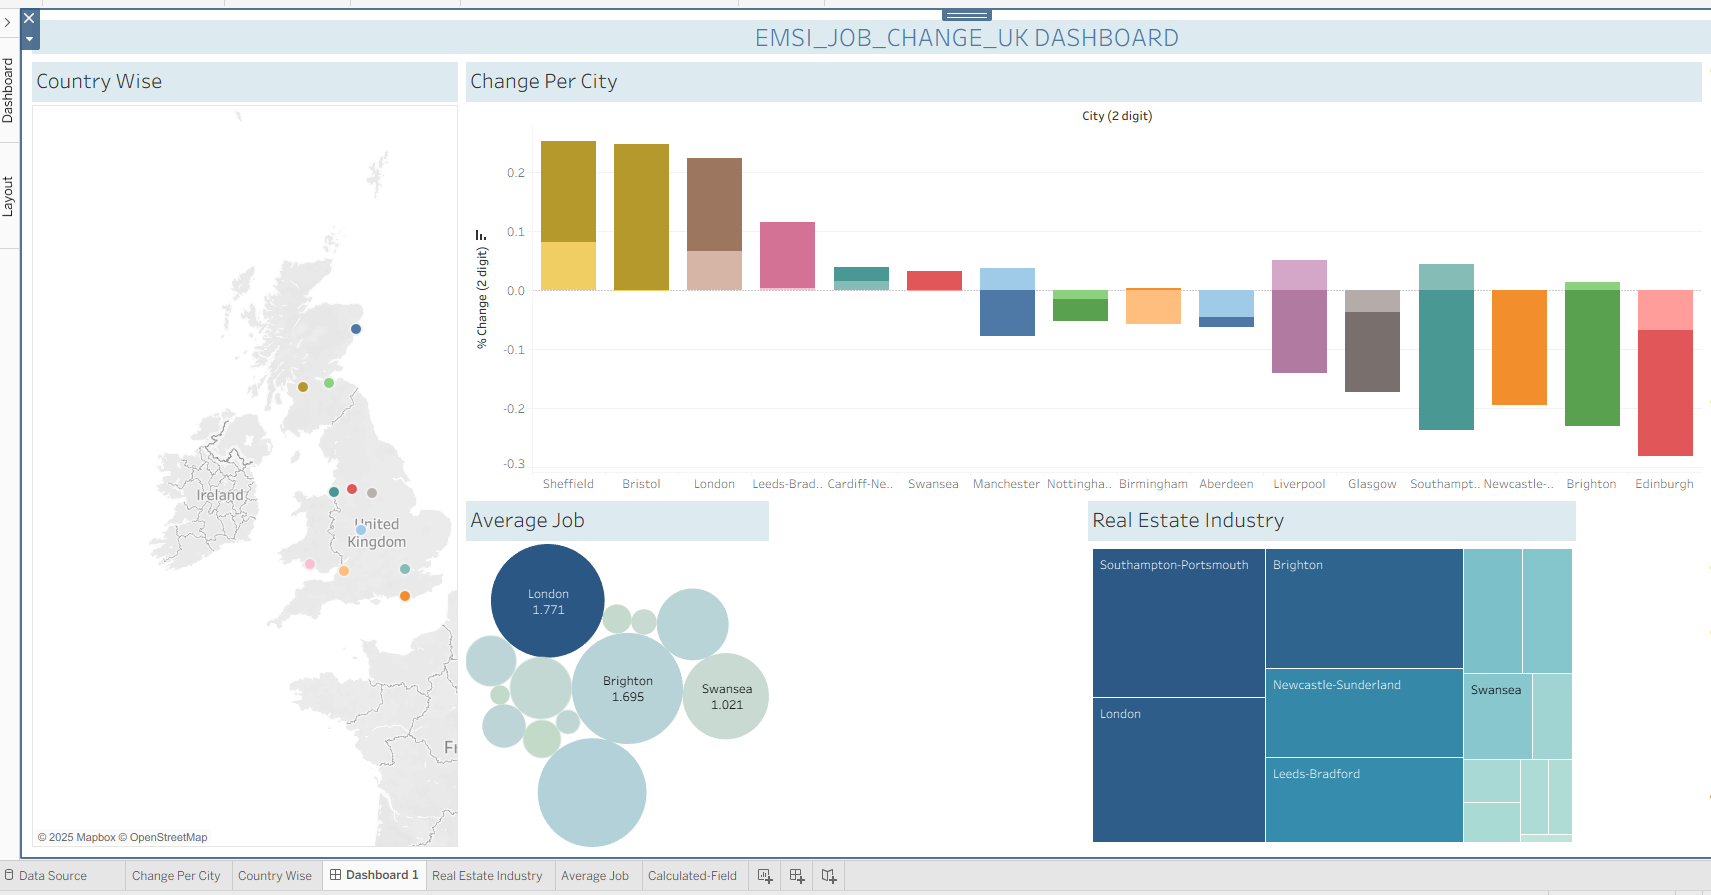 EMSI_JOB_CHANGE_UK DASHBOARD
Dashboard
Layout
Country Wise
Ireland
United
Kingdom
Fr
© 2025 Mapbox © OpenStreetMap
Change Per City
City (2 digit)
% Change (2 digit)
0.2
0.1
0.0
-0.1
-0.2
-0.3
Sheffield Bristol London Leeds-Brad.. Cardiff-Ne.. Swansea Manchester Nottingha.. Birmingham Aberdeen Liverpool Glasgow Southampt.. Newcastle-.. Brighton Edinburgh
Average Job
London
1.771
Brighton
1.695
Swansea
1.021
Real Estate Industry
Southampton-Portsmouth
London
Brighton
Newcastle-Sunderland
Leeds-Bradford
Swansea
Data Source Change Per City Country Wise Dashboard 1 Real Estate Industry Average Job Calculated-Field